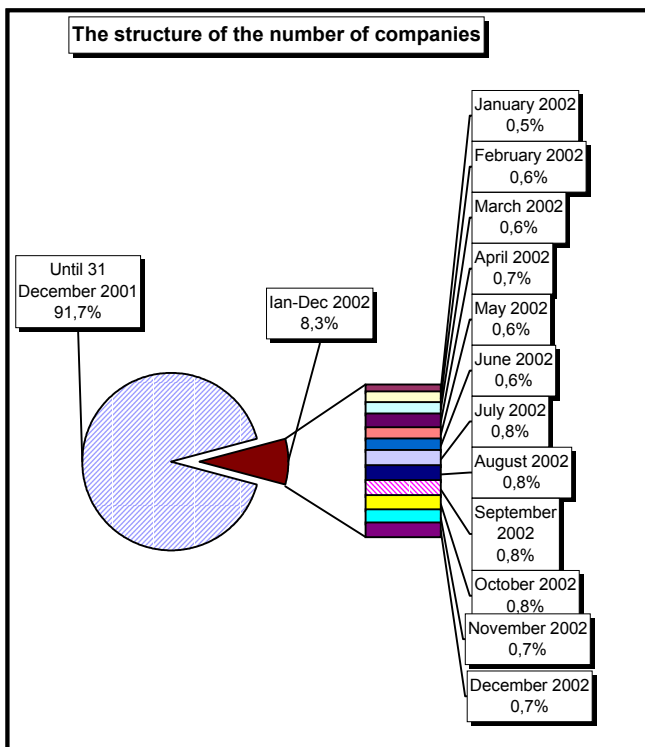 The structure of the number of companies
January 2002
0,5%
February 2002
0,6%
March 2002
0,6%
April 2002
0,7%
May 2002
0,6%
June 2002
0,6%
July 2002
0,8%
August 2002
0,8%
September
2002
0,8%
October 2002
0,8%
November 2002
0,7%
December 2002
0,7%
Until 31
December 2001
91,7%
Ian-Dec 2002
8,3%